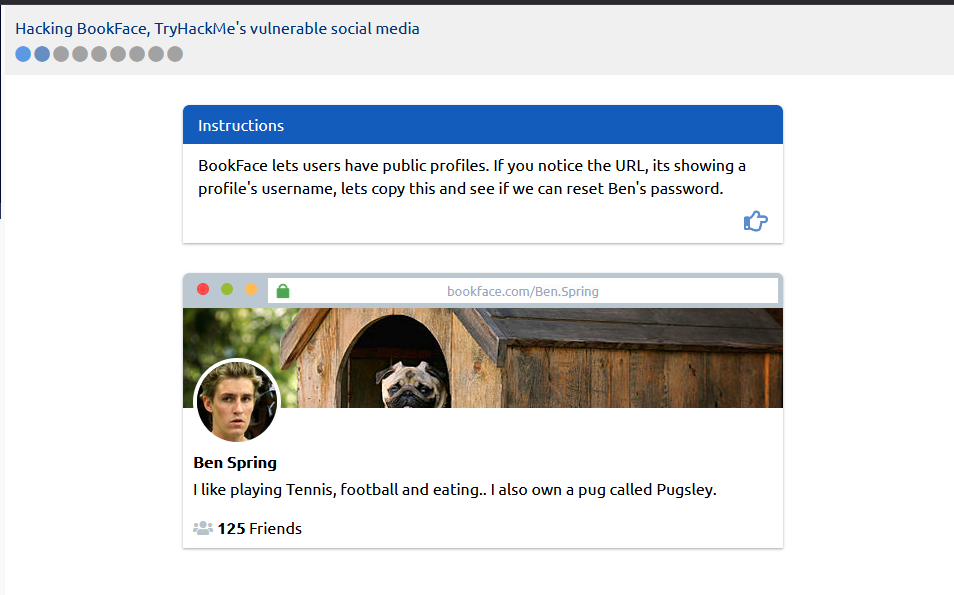 Hacking BookFace, TryHackMe's vulnerable social media
Instructions
BookFace lets users have public profiles. If you notice the URL, its showing a
profile's username, lets copy this and see if we can reset Ben's password.
bookface.com/Ben.Spring
Ben Spring
I like playing Tennis, football and eating.. I also own a pug called Pugsley.
125 Friends